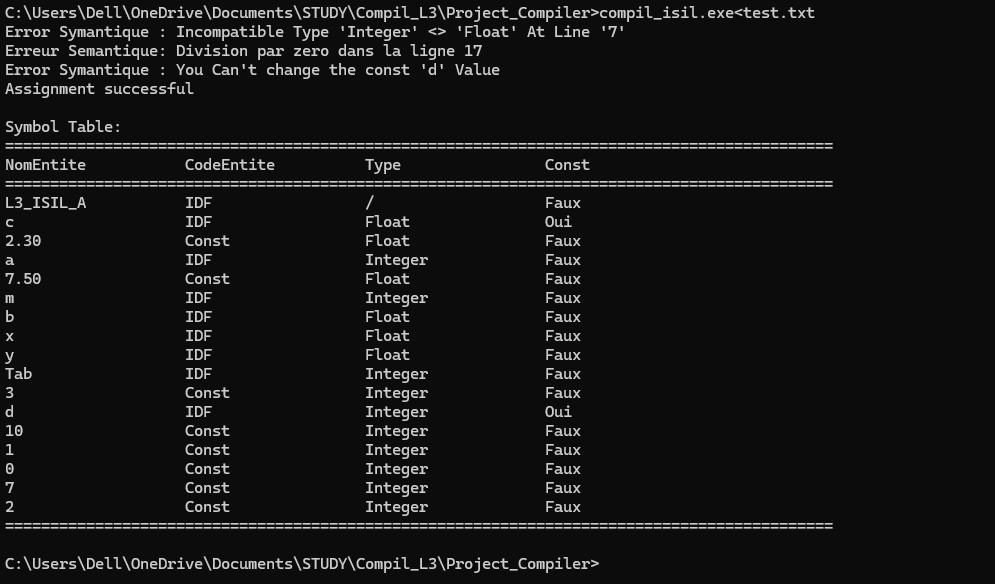 C:\Users\Dell\OneDrive\Documents\STUDY\Compil_L3\Project_Compiler>compil_isil.exe<test.txt
Error Symantique : Incompatible Type 'Integer' <> 'Float' At Line '7'
Erreur Semantique: Division par zero dans la ligne 17
Error Symantique : You Can't change the const 'd' Value
Assignment successful
Symbol Table:
============================================================================================
NomEntite CodeEntite Type Const
============================================================================================
L3_ISIL_A IDF / Faux
c IDF Float Oui
2.30 Const Float Faux
a IDF Integer Faux
7.50 Const Float Faux
m IDF Integer Faux
b IDF Float Faux
x IDF Float Faux
y IDF Float Faux
Tab IDF Integer Faux
3 Const Integer Faux
d IDF Integer Oui
10 Const Integer Faux
1 Const Integer Faux
0 Const Integer Faux
7 Const Integer Faux
2 Const Integer Faux
============================================================================================
C:\Users\Dell\OneDrive\Documents\STUDY\Compil_L3\Project_Compiler>